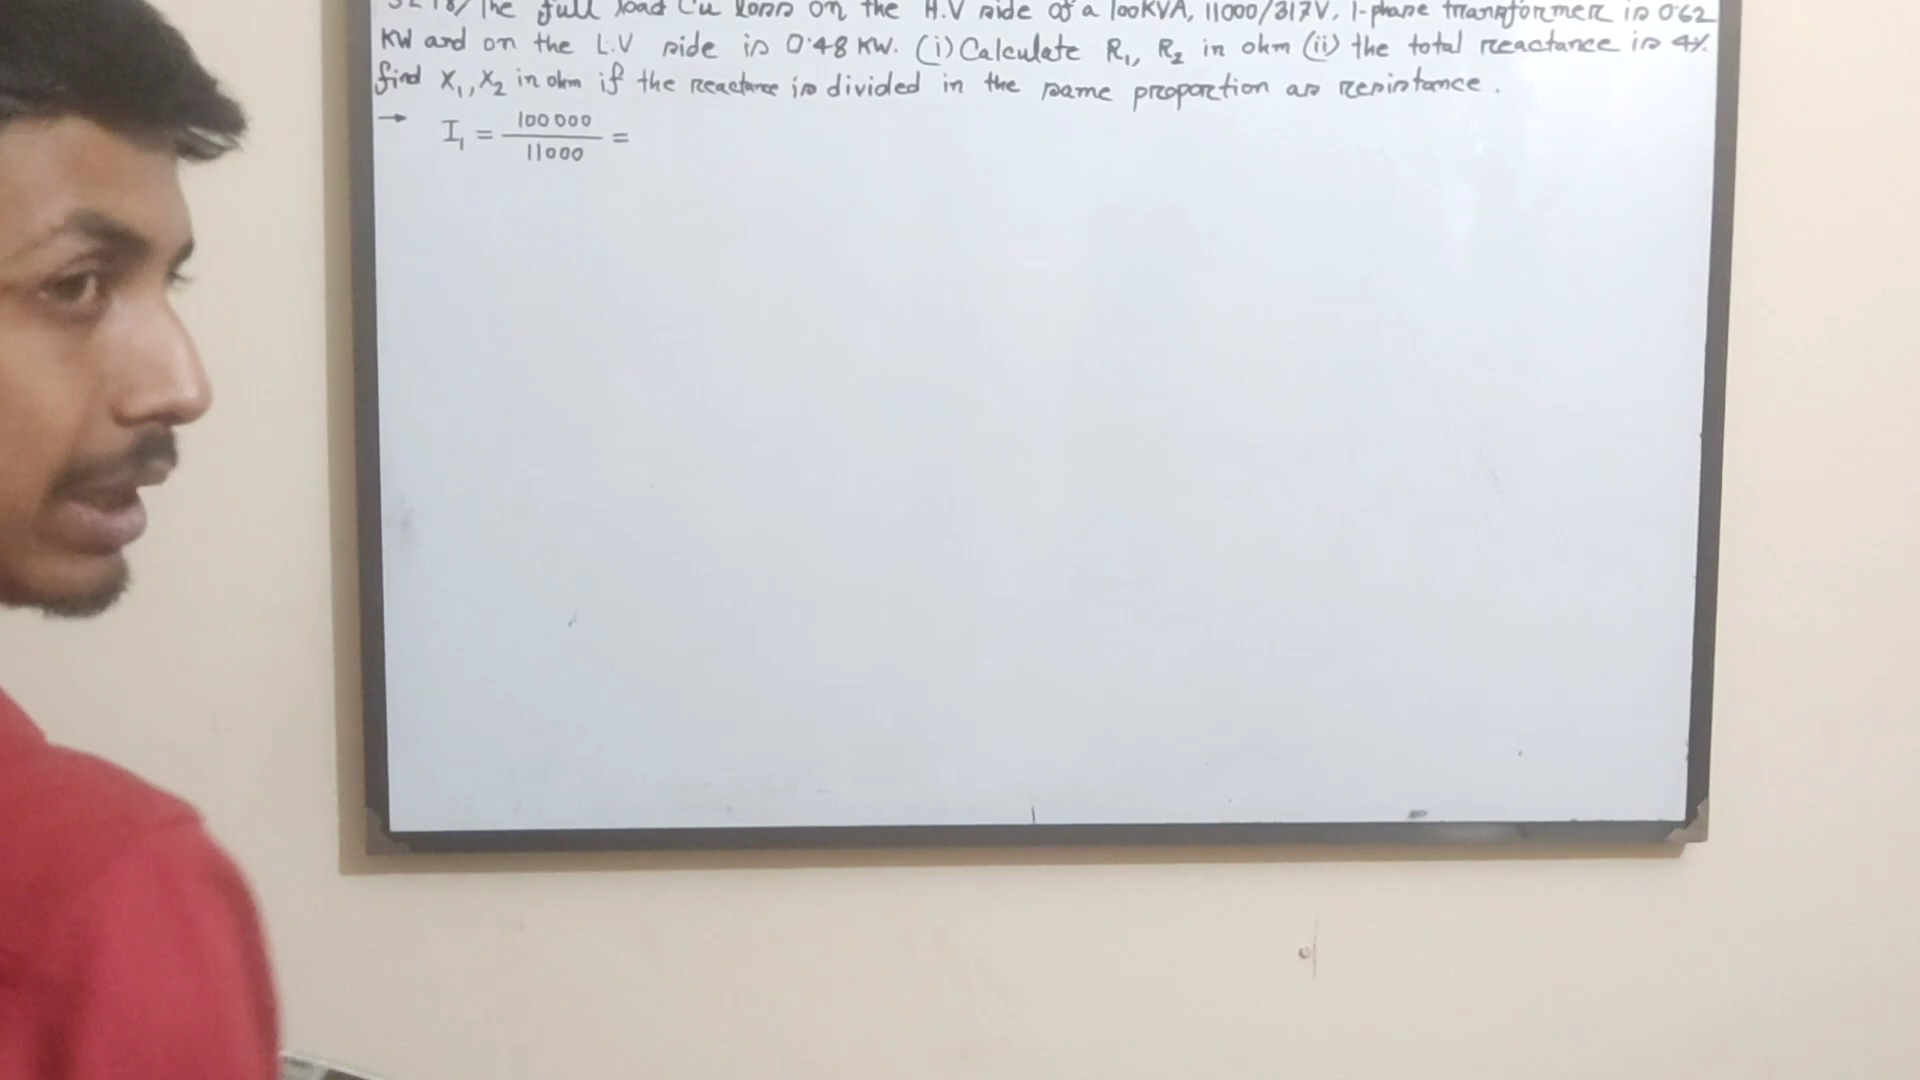 The full load Cu loss on the H.V side of a 100KVA, 11000/317V, 1-phase transformer is 0.62
KW and on the L.V side is 0.48 KW. (i) Calculate R₁, R₂ in ohm (ii) the total reactance is 4%
find X₁, X₂ in ohm if the reactance is divided in the same proportion as resistance.
→ I₁ = 100000/11000 =